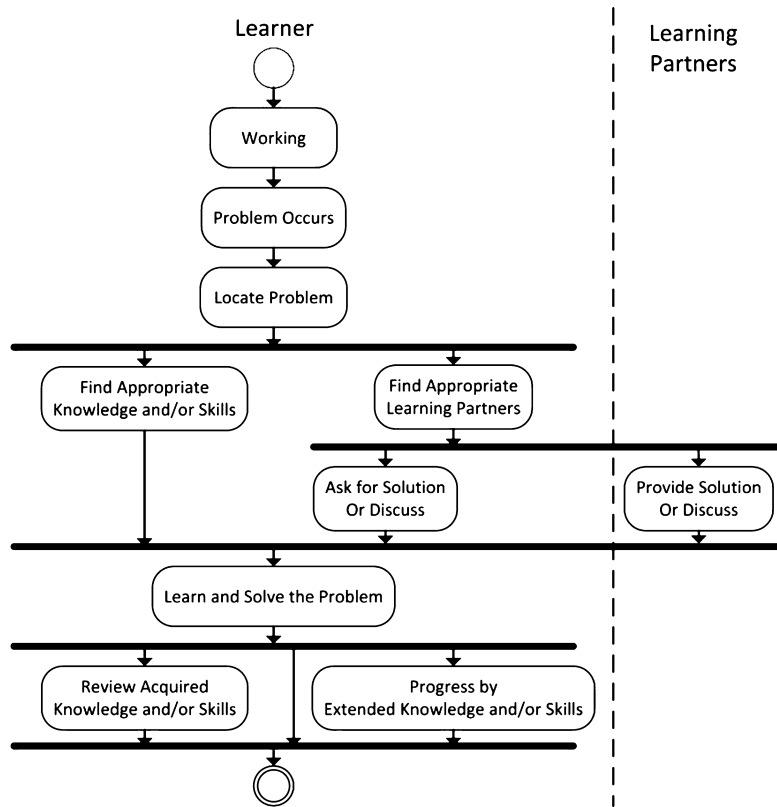 Learner
Learning
Partners
Working
Problem Occurs
Locate Problem
Find Appropriate
Knowledge and/or Skills
Find Appropriate
Learning Partners
Ask for Solution
Or Discuss
Provide Solution
Or Discuss
Learn and Solve the Problem
Review Acquired
Knowledge and/or Skills
Progress by
Extended Knowledge and/or Skills